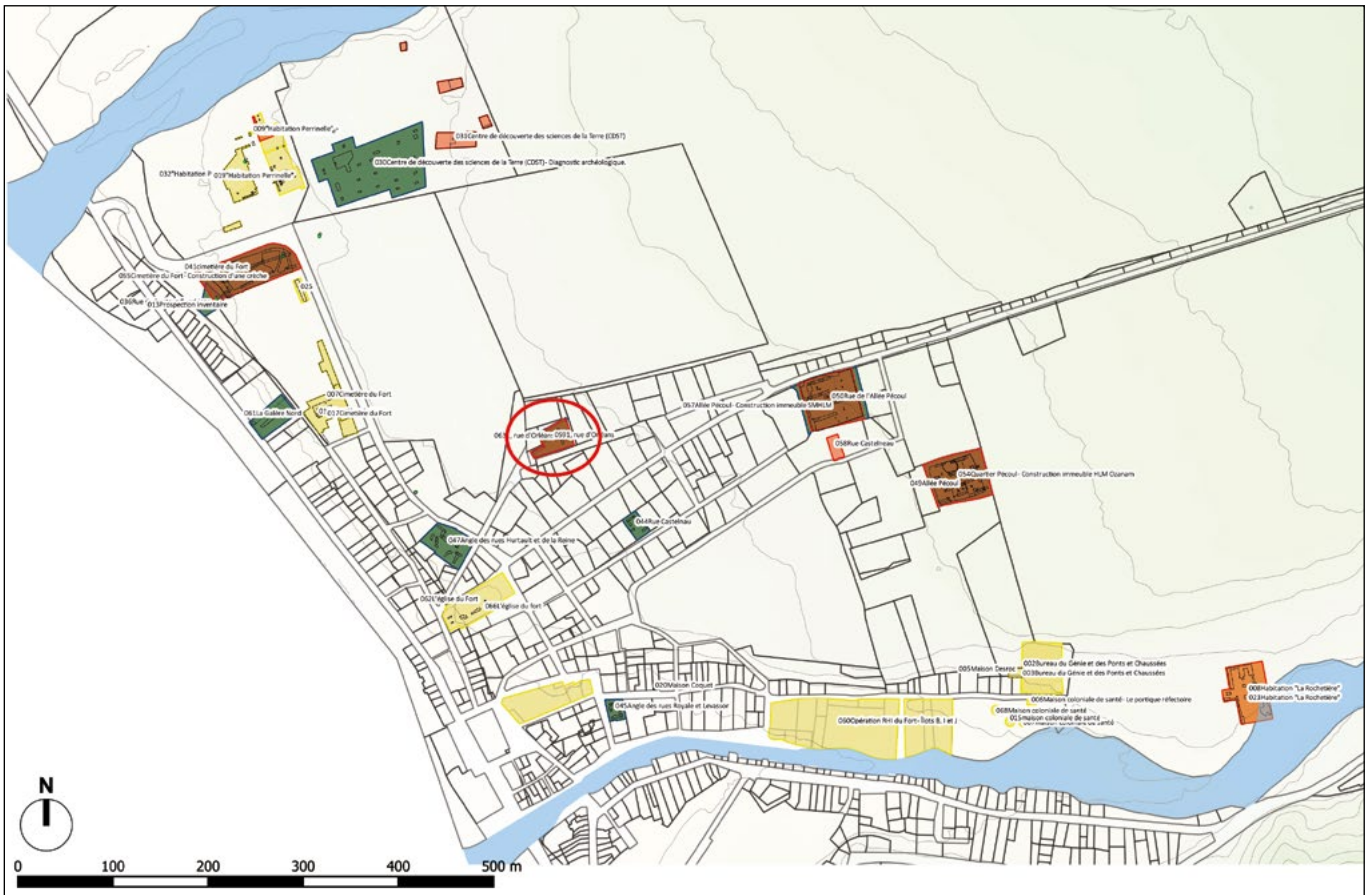 031Centre de découverte des sciences de la Terre (CDST)
009"Habitation Perrinelle"
030Centre de découverte des sciences de la Terre (CDST)- Diagnostic archéologique.
032"Habitation P
019"Habitation Perrinelle"
043cimetière du Fort
055Cimetière du Fort- Construction d'une crèche
036Rue
013Prospection inventaire
025
007Cimetière du Fort
012Cimetière du Fort
061La Galère Nord
057Allée Pécoul- Construction immeuble SMHLM
050Rue de l'Allée Pécoul
, rue d'Orléans
0591, rue d'Orléans
058Rue Castelneau
054Quartier Pécoul- Construction immeuble HLM Ozanam
049Allée Pécoul
044Rue Castelnau
047Angle des rues Hurtault et de la Reine
062L'église du Fort
066L'église du fort
002Bureau du Génie et des Ponts et Chaussées
005Maison Desroc
003Bureau du Génie et des Ponts et Chaussées
020Maison Coquet
008Habitation "La Rochetière"
023Habitation "La Rochetière"
006Maison coloniale de santé- Le portique réfectoire
045Angle des rues Royale et Levassor
068Maison coloniale de santé
015maison coloniale de santé
060Opération RHI du Fort- Îlots B, I et J
N
0 100 200 300 400 500 m